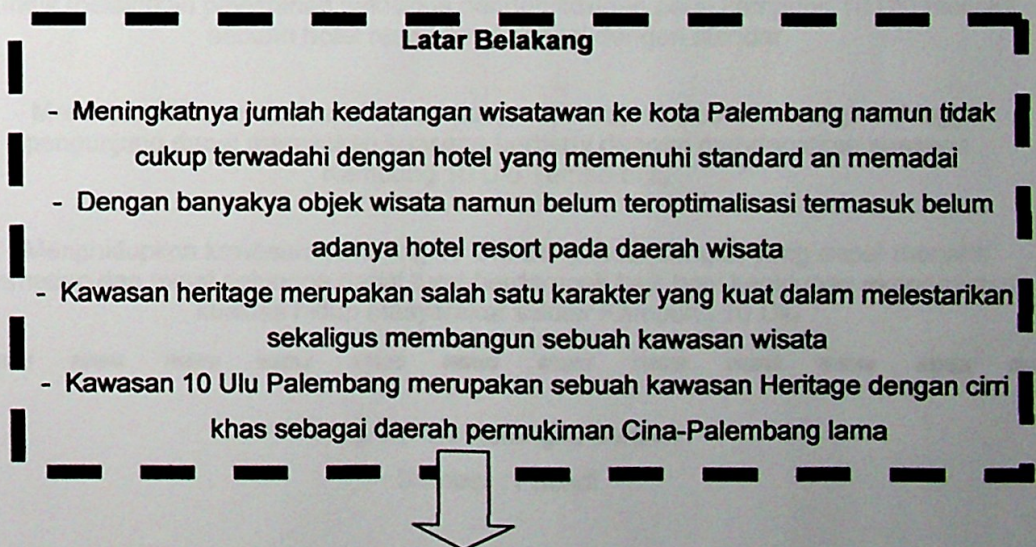 Latar Belakang
- Meningkatnya jumlah kedatangan wisatawan ke kota Palembang namun tidak
cukup terwadahi dengan hotel yang memenuhi standard an memadai
- Dengan banyakya objek wisata namun belum teroptimalisasi termasuk belum
adanya hotel resort pada daerah wisata
- Kawasan heritage merupakan salah satu karakter yang kuat dalam melestarikan
sekaligus membangun sebuah kawasan wisata
- Kawasan 10 Ulu Palembang merupakan sebuah kawasan Heritage dengan cirri
khas sebagai daerah permukiman Cina-Palembang lama